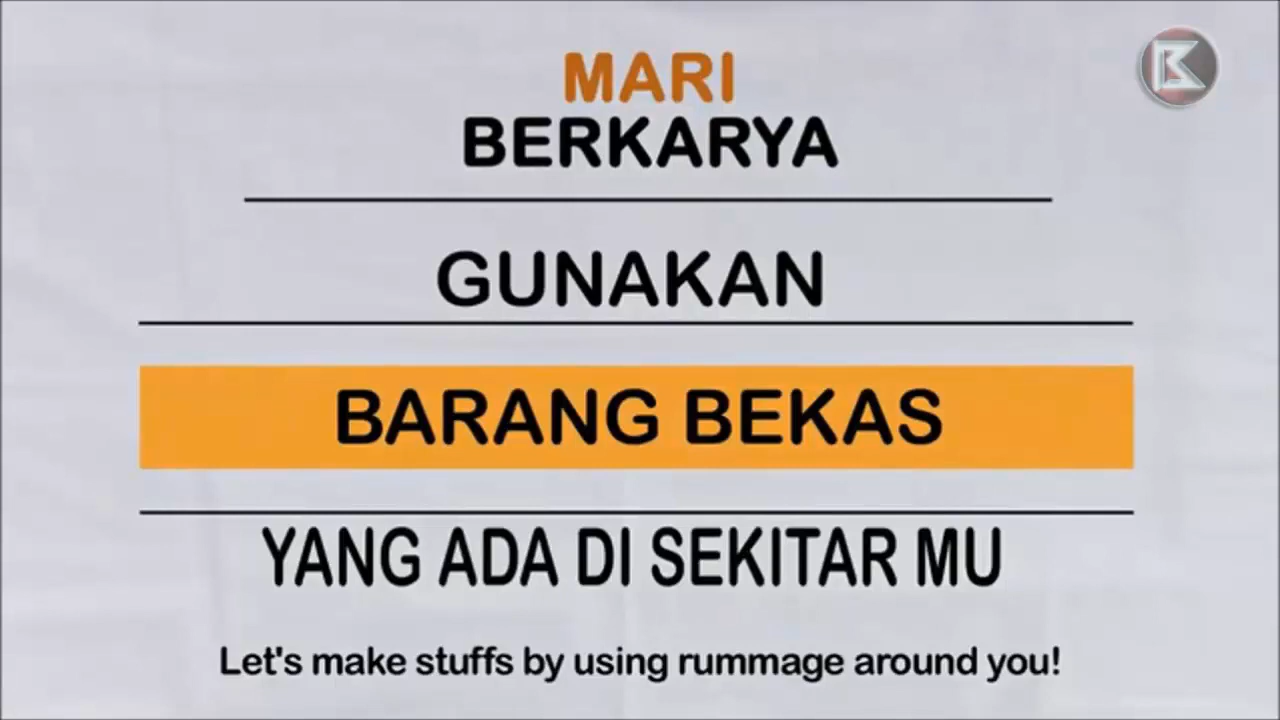 MARI
BERKARYA
GUNAKAN
BARANG BEKAS
YANG ADA DI SEKITAR MU
Let's make stuffs by using rummage around you!